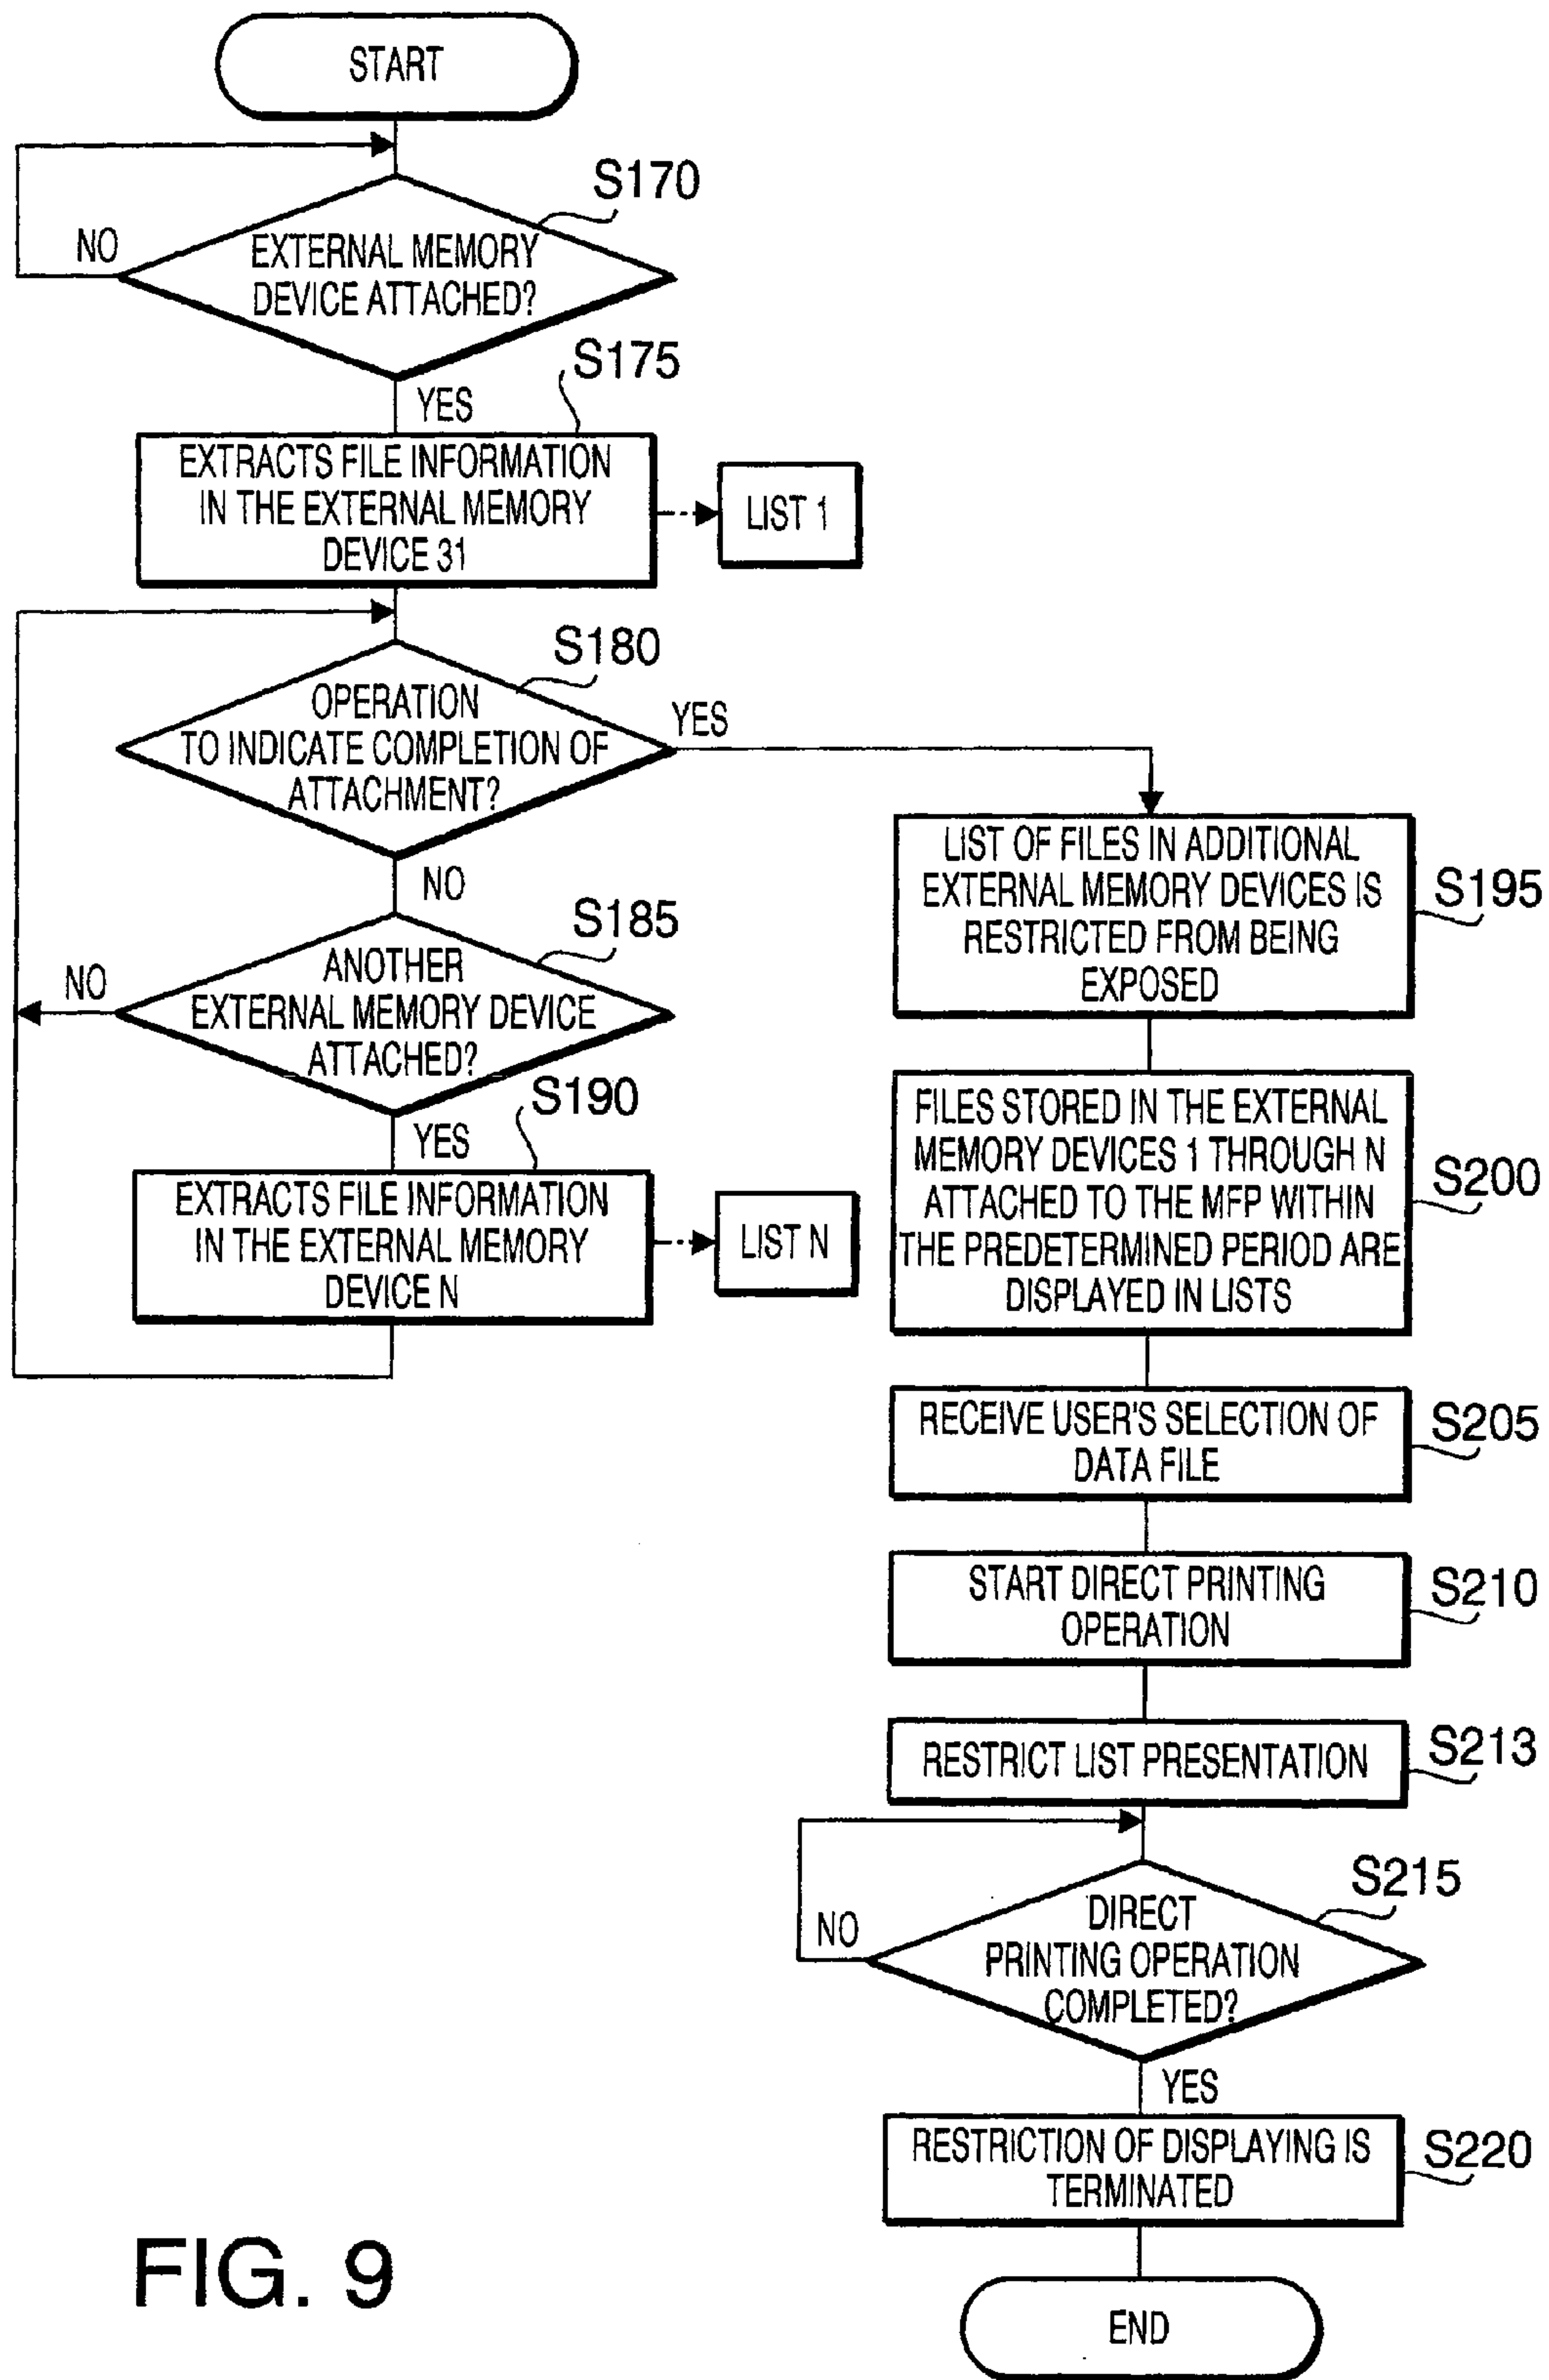 START
S170
NO
EXTERNAL MEMORY
DEVICE ATTACHED?
YES
S175
EXTRACTS FILE INFORMATION
IN THE EXTERNAL MEMORY
DEVICE 31
LIST 1
S180
OPERATION
TO INDICATE COMPLETION OF
ATTACHMENT?
YES
NO
S185
ANOTHER
EXTERNAL MEMORY DEVICE
ATTACHED?
NO
YES
S190
EXTRACTS FILE INFORMATION
IN THE EXTERNAL MEMORY
DEVICE N
LIST N
LIST OF FILES IN ADDITIONAL
EXTERNAL MEMORY DEVICES IS
RESTRICTED FROM BEING
EXPOSED
S195
FILES STORED IN THE EXTERNAL
MEMORY DEVICES 1 THROUGH N
ATTACHED TO THE MFP WITHIN
THE PREDETERMINED PERIOD ARE
DISPLAYED IN LISTS
S200
RECEIVE USER'S SELECTION OF
DATA FILE
S205
START DIRECT PRINTING
OPERATION
S210
RESTRICT LIST PRESENTATION
S213
S215
NO
DIRECT
PRINTING OPERATION
COMPLETED?
YES
RESTRICTION OF DISPLAYING IS
TERMINATED
S220
END
FIG. 9